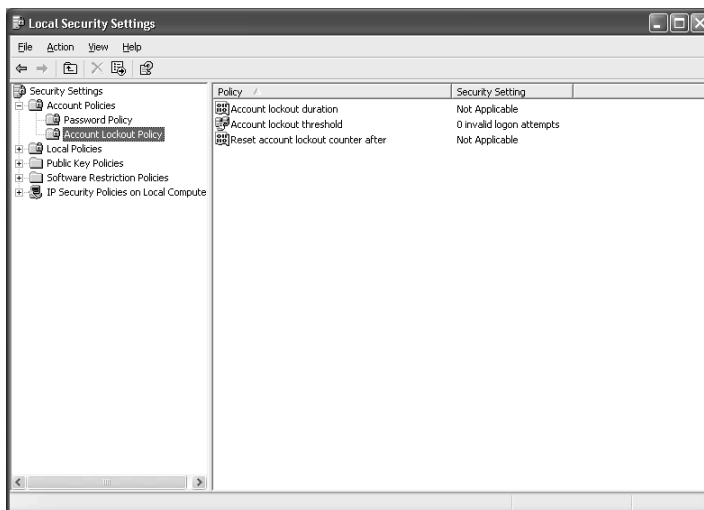 Local Security Settings
File Action View Help
Security Settings
Account Policies
Password Policy
Account Lockout Policy
Local Policies
Public Key Policies
Software Restriction Policies
IP Security Policies on Local Compute
Policy Security Setting
Account lockout duration Not Applicable
Account lockout threshold 0 invalid logon attempts
Reset account lockout counter after Not Applicable